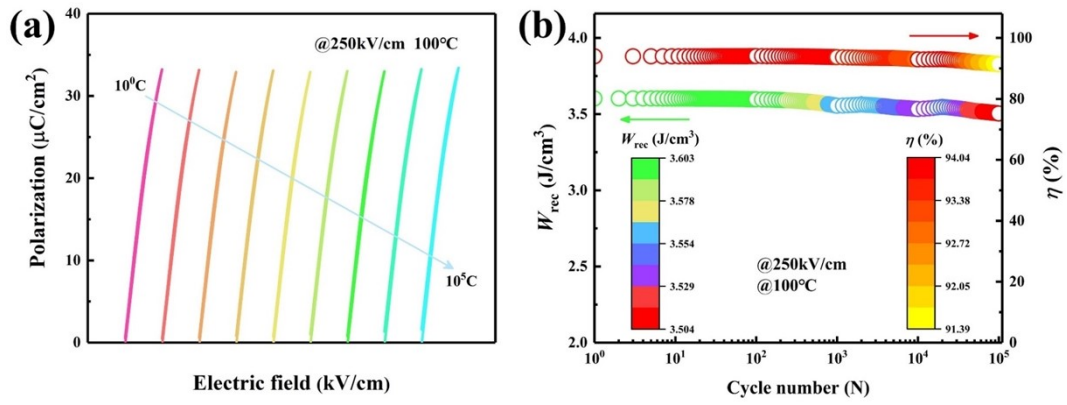 (a)
@250kV/cm 100℃
10⁰C
10⁵C
40
30
20
10
0
Polarization (μC/cm²)
Electric field (kV/cm)
(b)
4.0
3.5
3.0
2.5
2.0
W_rec (J/cm³)
W_rec (J/cm³)
3.603
3.578
3.554
3.529
3.504
η (%)
94.04
93.38
92.72
92.05
91.39
@250kV/cm
@100℃
100
80
60
40
20
0
η (%)
10⁰ 10¹ 10² 10³ 10⁴ 10⁵
Cycle number (N)